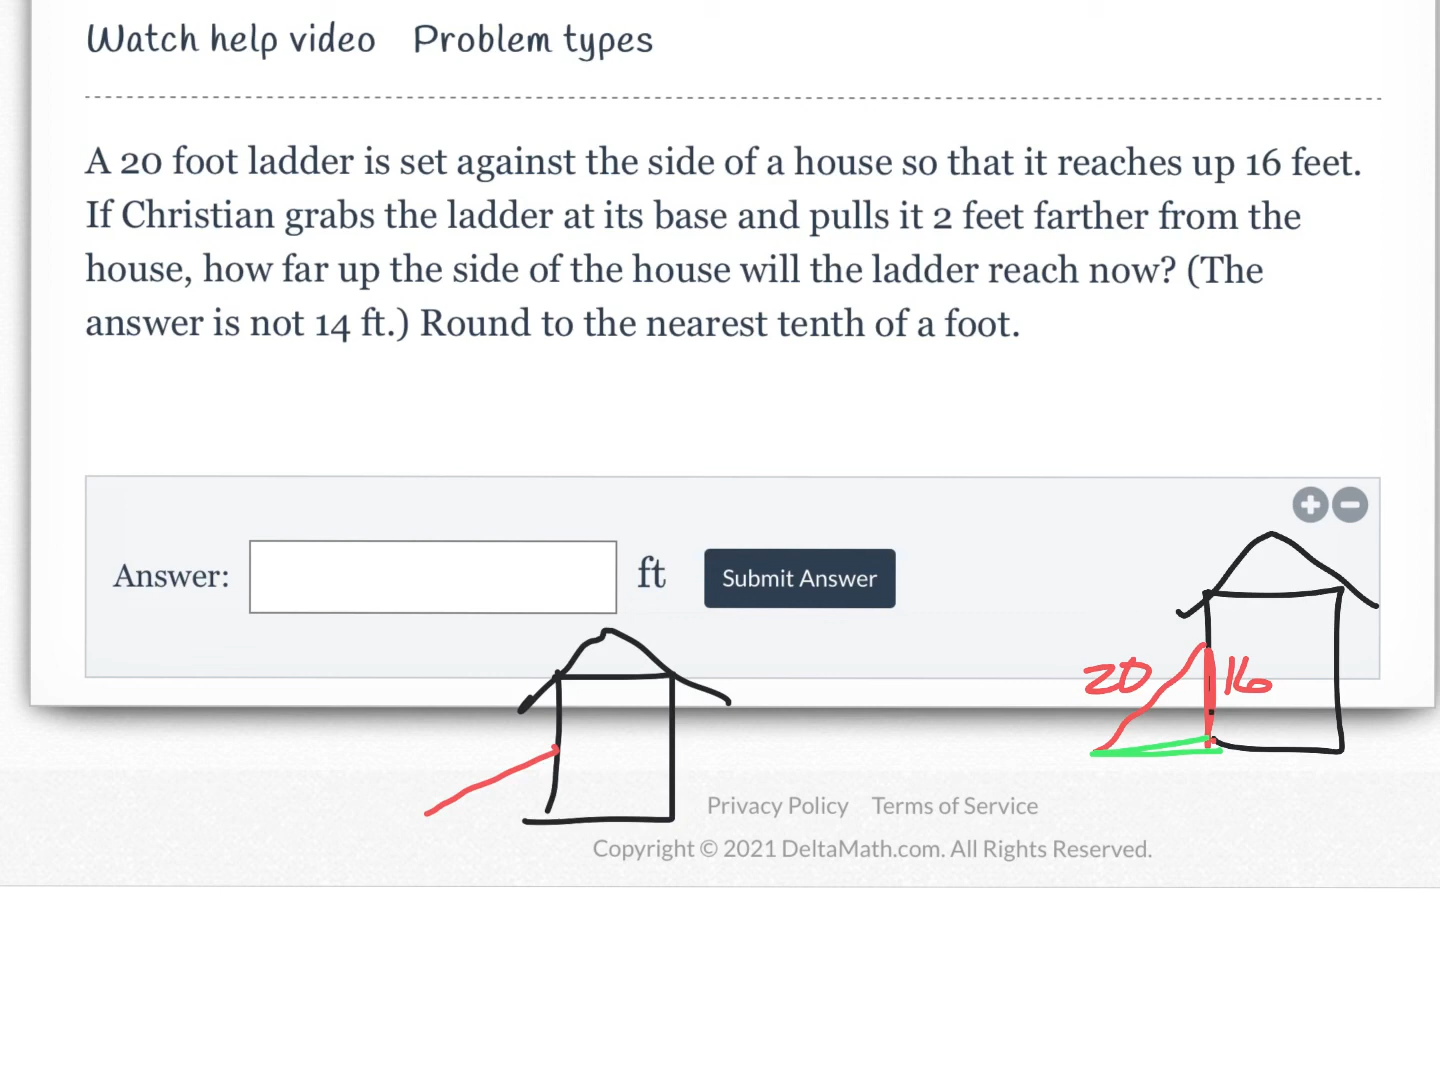 Watch help video Problem types
A 20 foot ladder is set against the side of a house so that it reaches up 16 feet.
If Christian grabs the ladder at its base and pulls it 2 feet farther from the
house, how far up the side of the house will the ladder reach now? (The
answer is not 14 ft.) Round to the nearest tenth of a foot.
Answer: ft Submit Answer
20 16
Privacy Policy Terms of Service
Copyright © 2021 DeltaMath.com. All Rights Reserved.